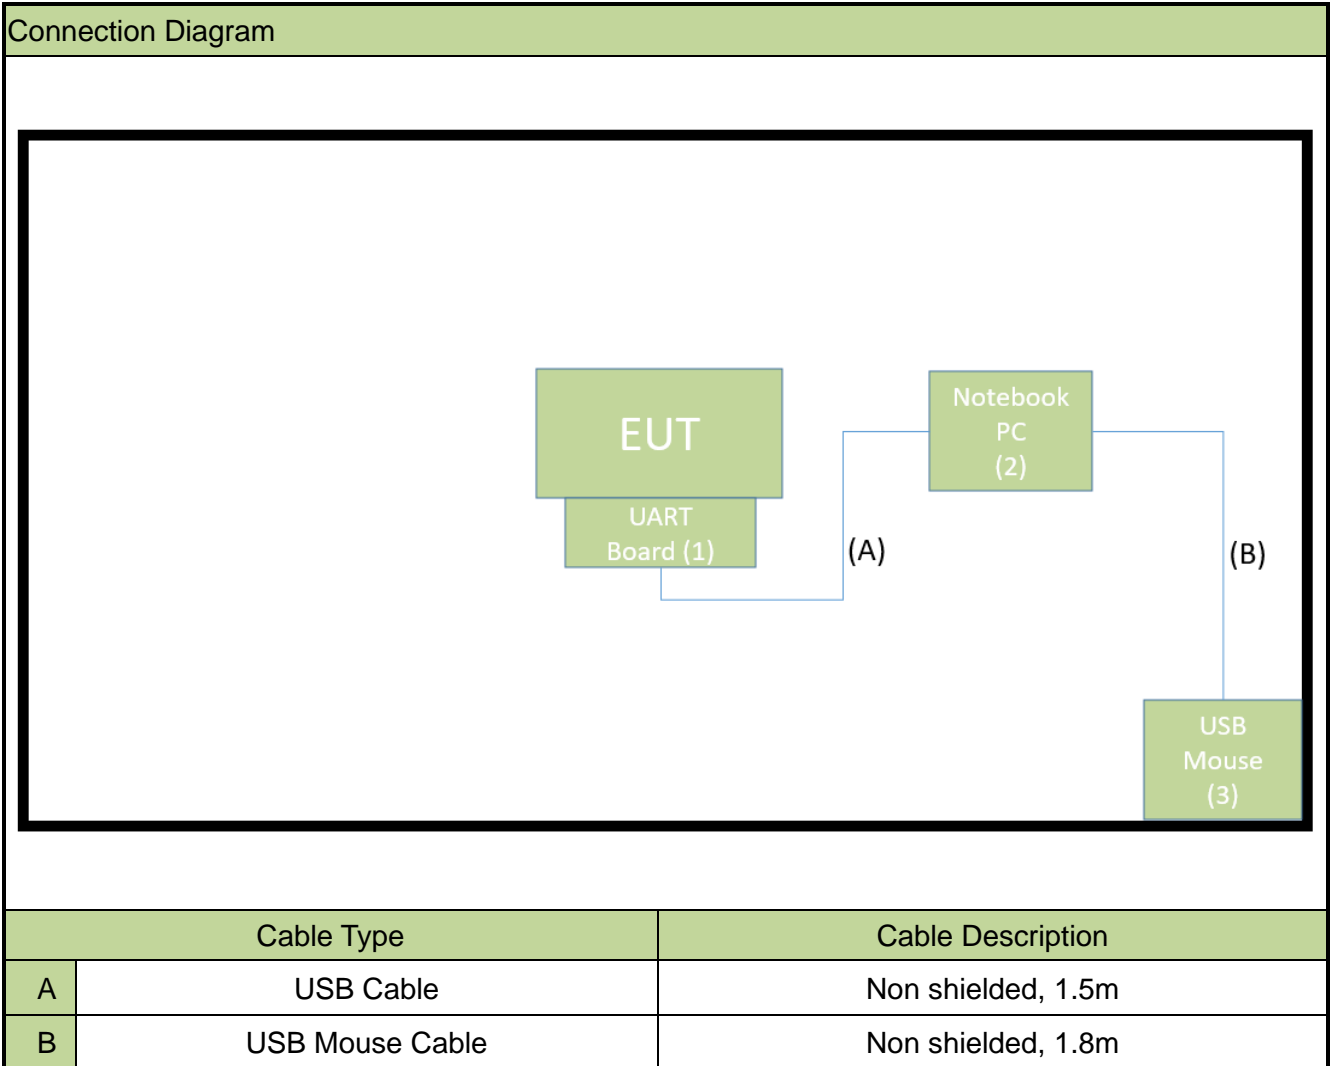 Connection Diagram
EUT
UART
Board (1)
Notebook
PC
(2)
(A)
(B)
USB
Mouse
(3)
Cable Type Cable Description
A USB Cable Non shielded, 1.5m
B USB Mouse Cable Non shielded, 1.8m